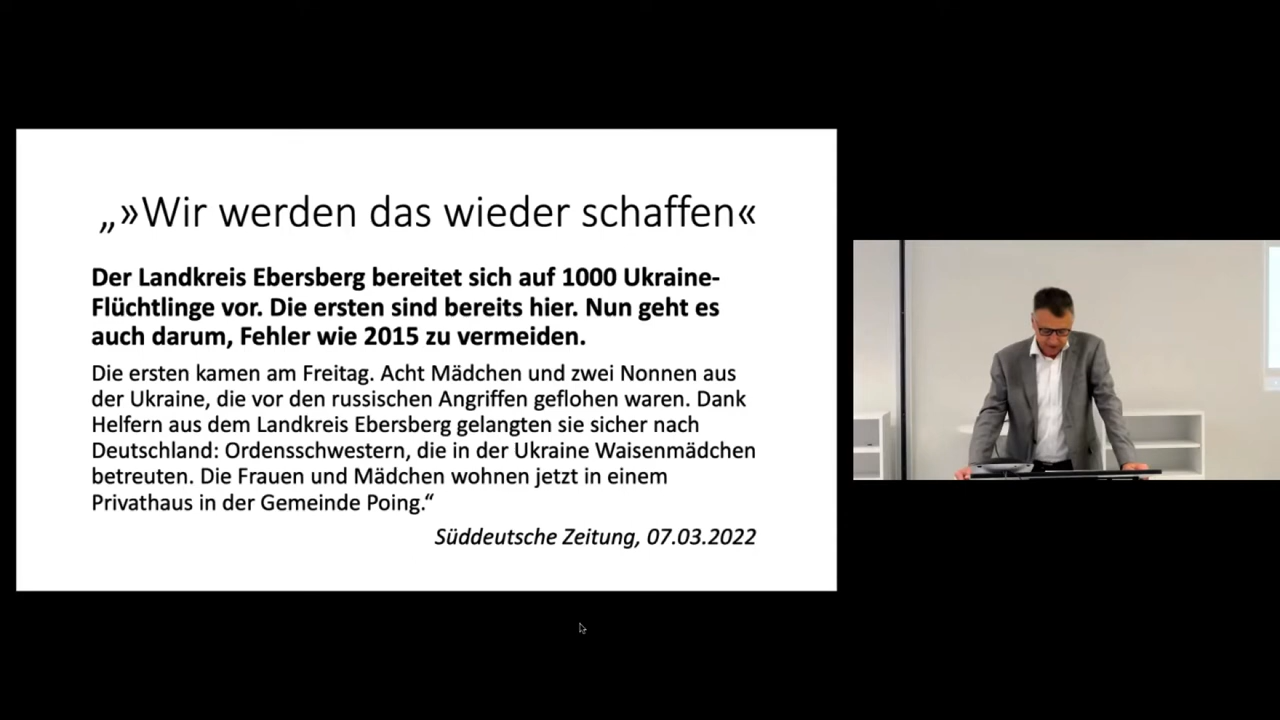 „»Wir werden das wieder schaffen«
Der Landkreis Ebersberg bereitet sich auf 1000 Ukraine-
Flüchtlinge vor. Die ersten sind bereits hier. Nun geht es
auch darum, Fehler wie 2015 zu vermeiden.
Die ersten kamen am Freitag. Acht Mädchen und zwei Nonnen aus
der Ukraine, die vor den russischen Angriffen geflohen waren. Dank
Helfern aus dem Landkreis Ebersberg gelangten sie sicher nach
Deutschland: Ordensschwestern, die in der Ukraine Waisenmädchen
betreuten. Die Frauen und Mädchen wohnen jetzt in einem
Privathaus in der Gemeinde Poing.“
Süddeutsche Zeitung, 07.03.2022